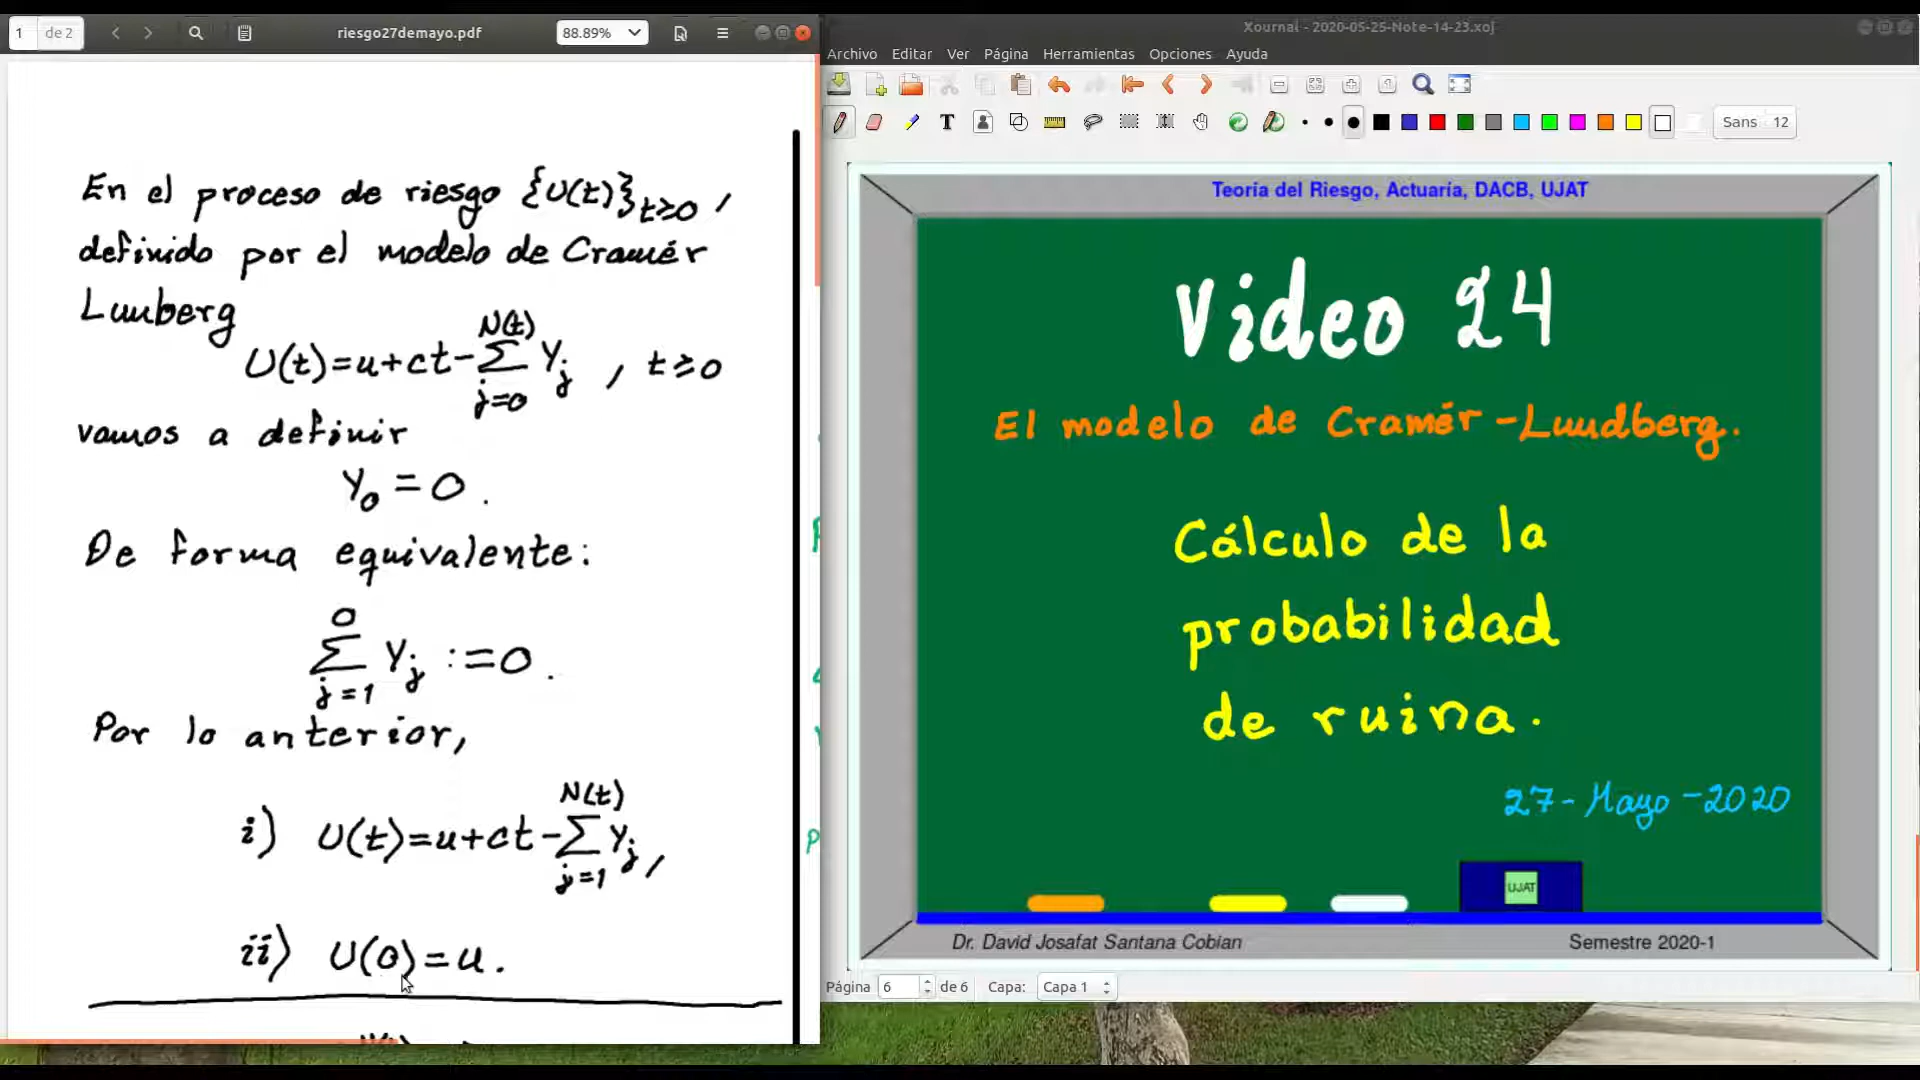 1 de 2
riesgo27demayo.pdf
88.89%
En el proceso de riesgo {U(t)}t≥0,
definido por el modelo de Cramér
Lunberg
U(t)=u+ct-∑_{j=0}^{N(t)} Yj , t≥0
vamos a definir
Y0 = 0.
De forma equivalente:
∑_{j=1}^{0} Yj :=0.
Por lo anterior,
i) U(t)=u+ct-∑_{j=1}^{N(t)} Yj,
ii) U(0)=u.
Xournal - 2020-05-25-Note-14-23.xoj
Archivo Editar Ver Página Herramientas Opciones Ayuda
Sans 12
Teoría del Riesgo, Actuaría, DACB, UJAT
Video 24
El modelo de Cramér-Lundberg.
Cálculo de la
probabilidad
de ruina.
27-Mayo-2020
UJAT
Dr. David Josafat Santana Cobian
Semestre 2020-1
Página 6 de 6 Capa: Capa 1